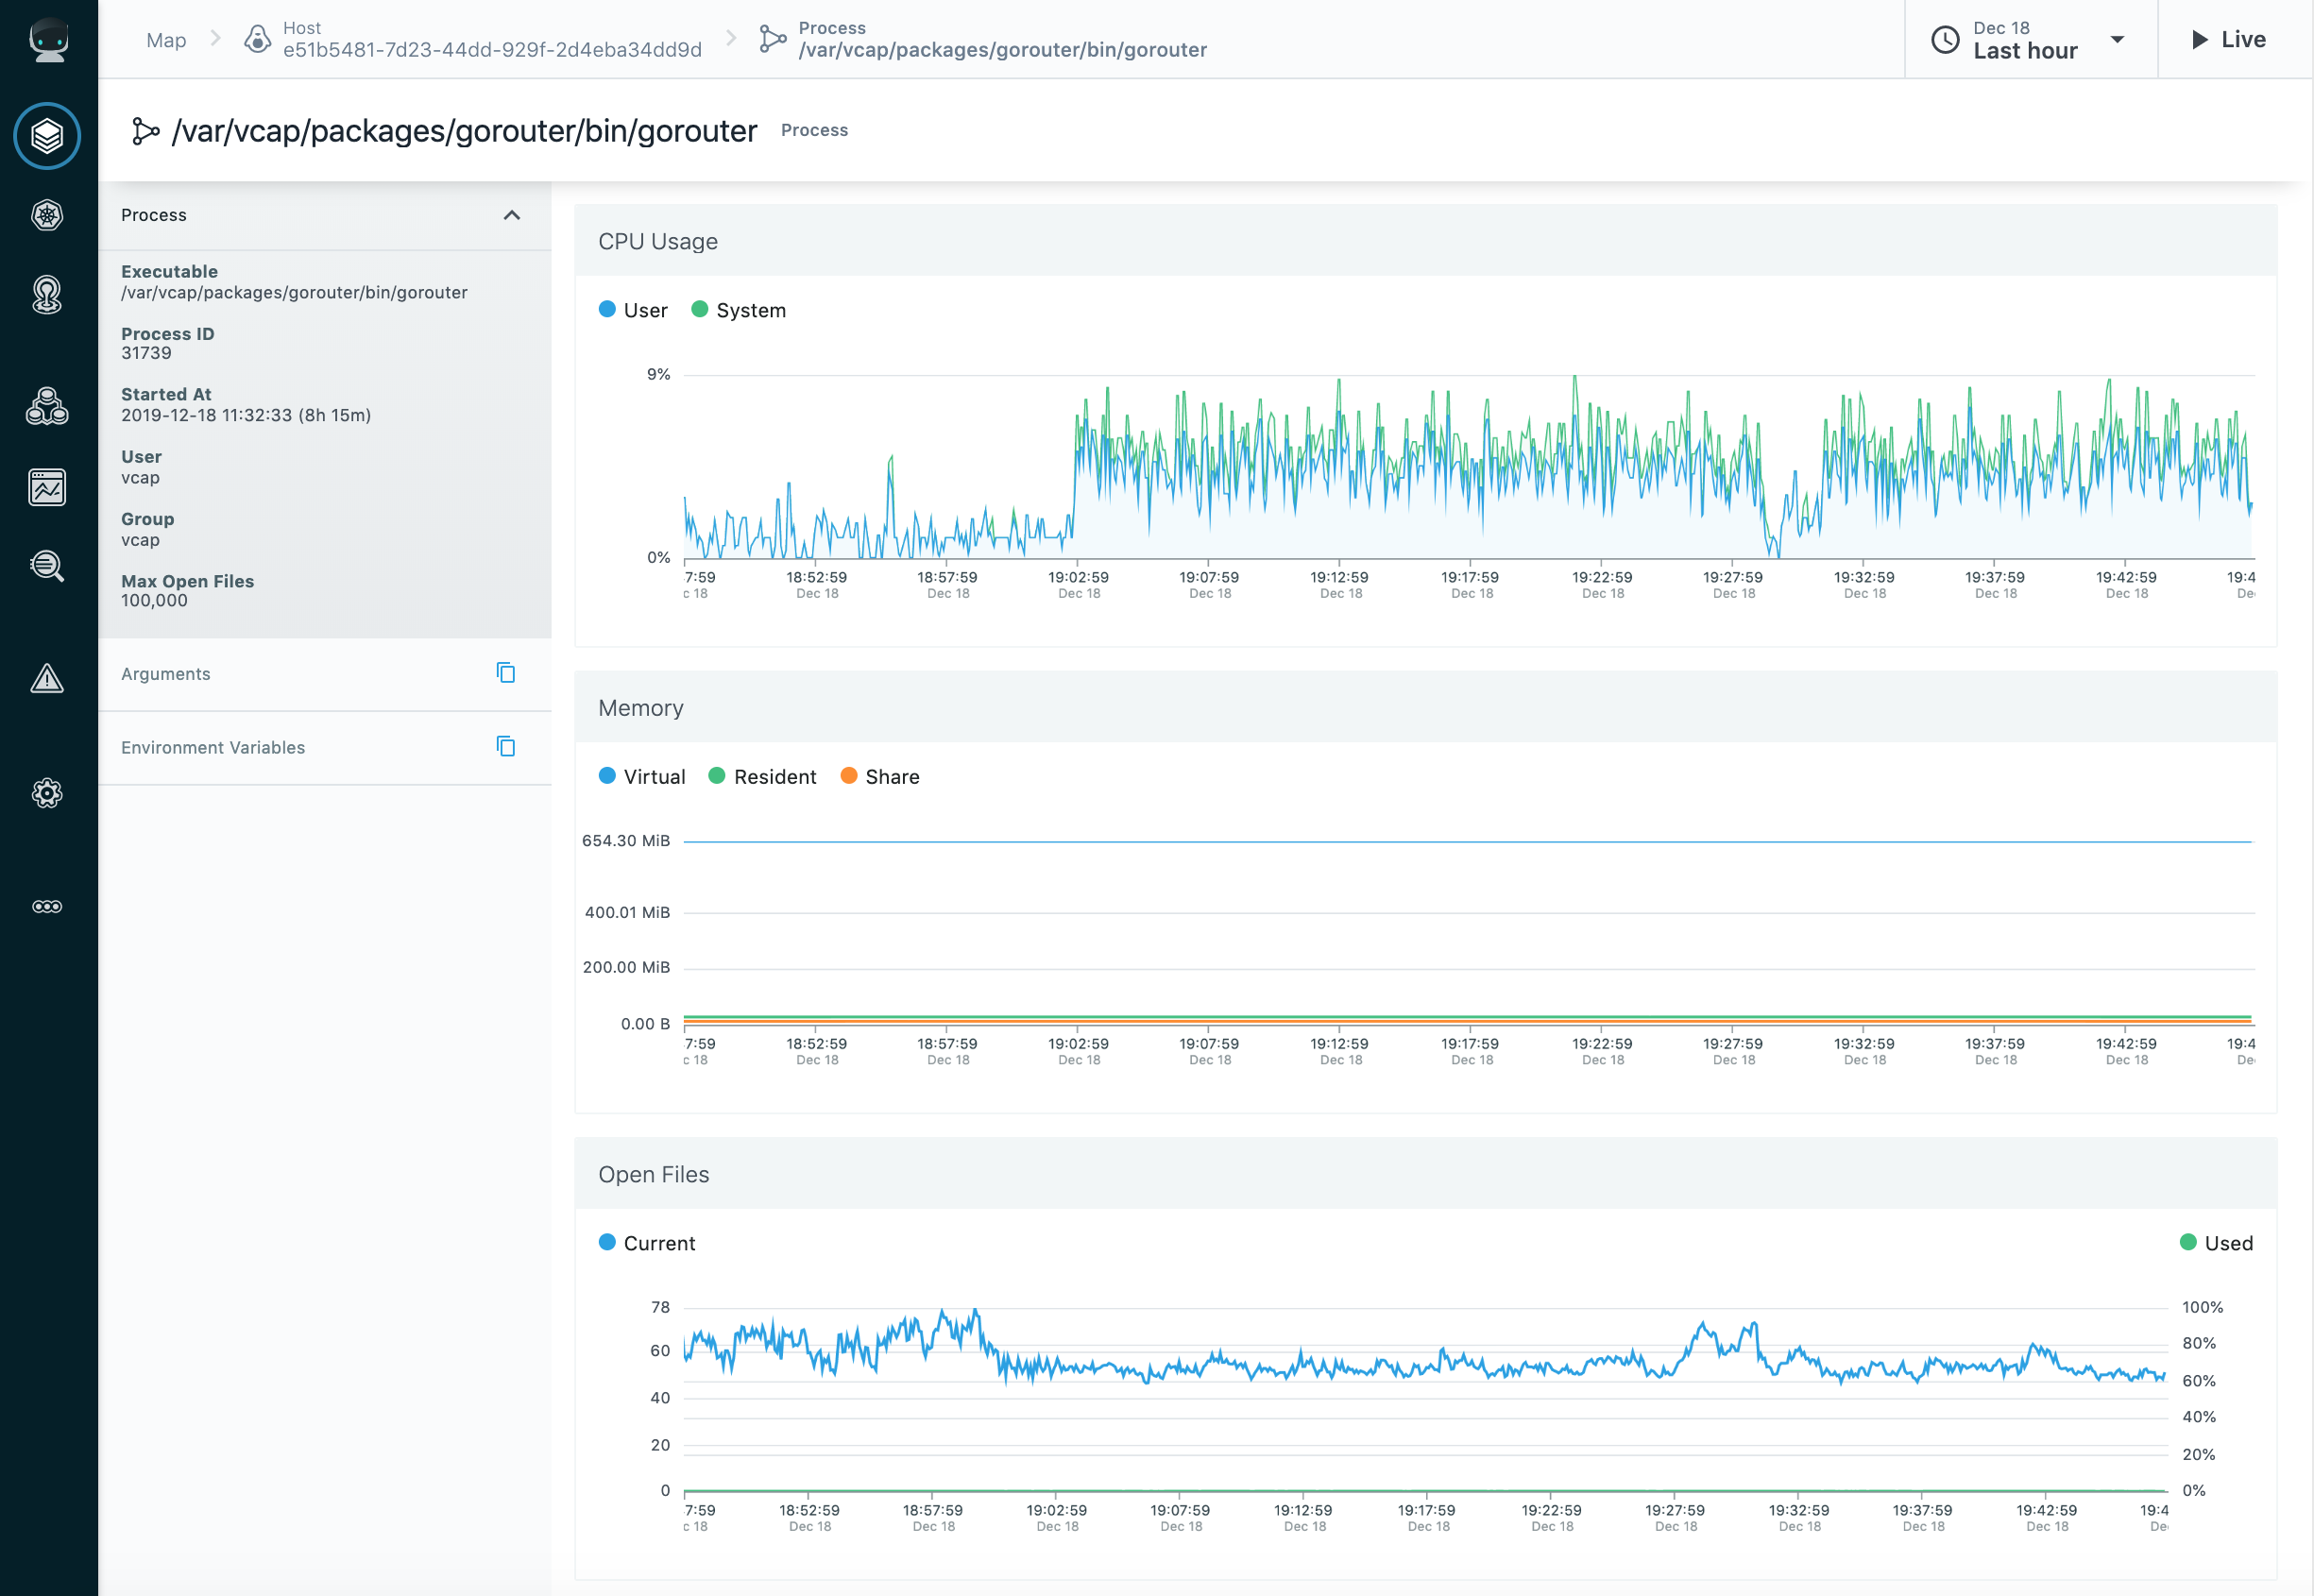 Map
Host
e51b5481-7d23-44dd-929f-2d4eba34dd9d
Process
/var/vcap/packages/gorouter/bin/gorouter
Dec 18
Last hour
Live
/var/vcap/packages/gorouter/bin/gorouter Process
Process
Executable
/var/vcap/packages/gorouter/bin/gorouter
Process ID
31739
Started At
2019-12-18 11:32:33 (8h 15m)
User
vcap
Group
vcap
Max Open Files
100,000
Arguments
Environment Variables
CPU Usage
User System
9%
0%
:7:59 18:52:59 18:57:59 19:02:59 19:07:59 19:12:59 19:17:59 19:22:59 19:27:59 19:32:59 19:37:59 19:42:59 19:4
c 18 Dec 18 Dec 18 Dec 18 Dec 18 Dec 18 Dec 18 Dec 18 Dec 18 Dec 18 Dec 18 Dec 18 De
Memory
Virtual Resident Share
654.30 MiB
400.01 MiB
200.00 MiB
0.00 B
:7:59 18:52:59 18:57:59 19:02:59 19:07:59 19:12:59 19:17:59 19:22:59 19:27:59 19:32:59 19:37:59 19:42:59 19:4
c 18 Dec 18 Dec 18 Dec 18 Dec 18 Dec 18 Dec 18 Dec 18 Dec 18 Dec 18 Dec 18 Dec 18 De
Open Files
Current Used
78 100%
80%
60
60%
40
40%
20
20%
0 0%
:7:59 18:52:59 18:57:59 19:02:59 19:07:59 19:12:59 19:17:59 19:22:59 19:27:59 19:32:59 19:37:59 19:42:59 19:4
c 18 Dec 18 Dec 18 Dec 18 Dec 18 Dec 18 Dec 18 Dec 18 Dec 18 Dec 18 Dec 18 Dec 18 De